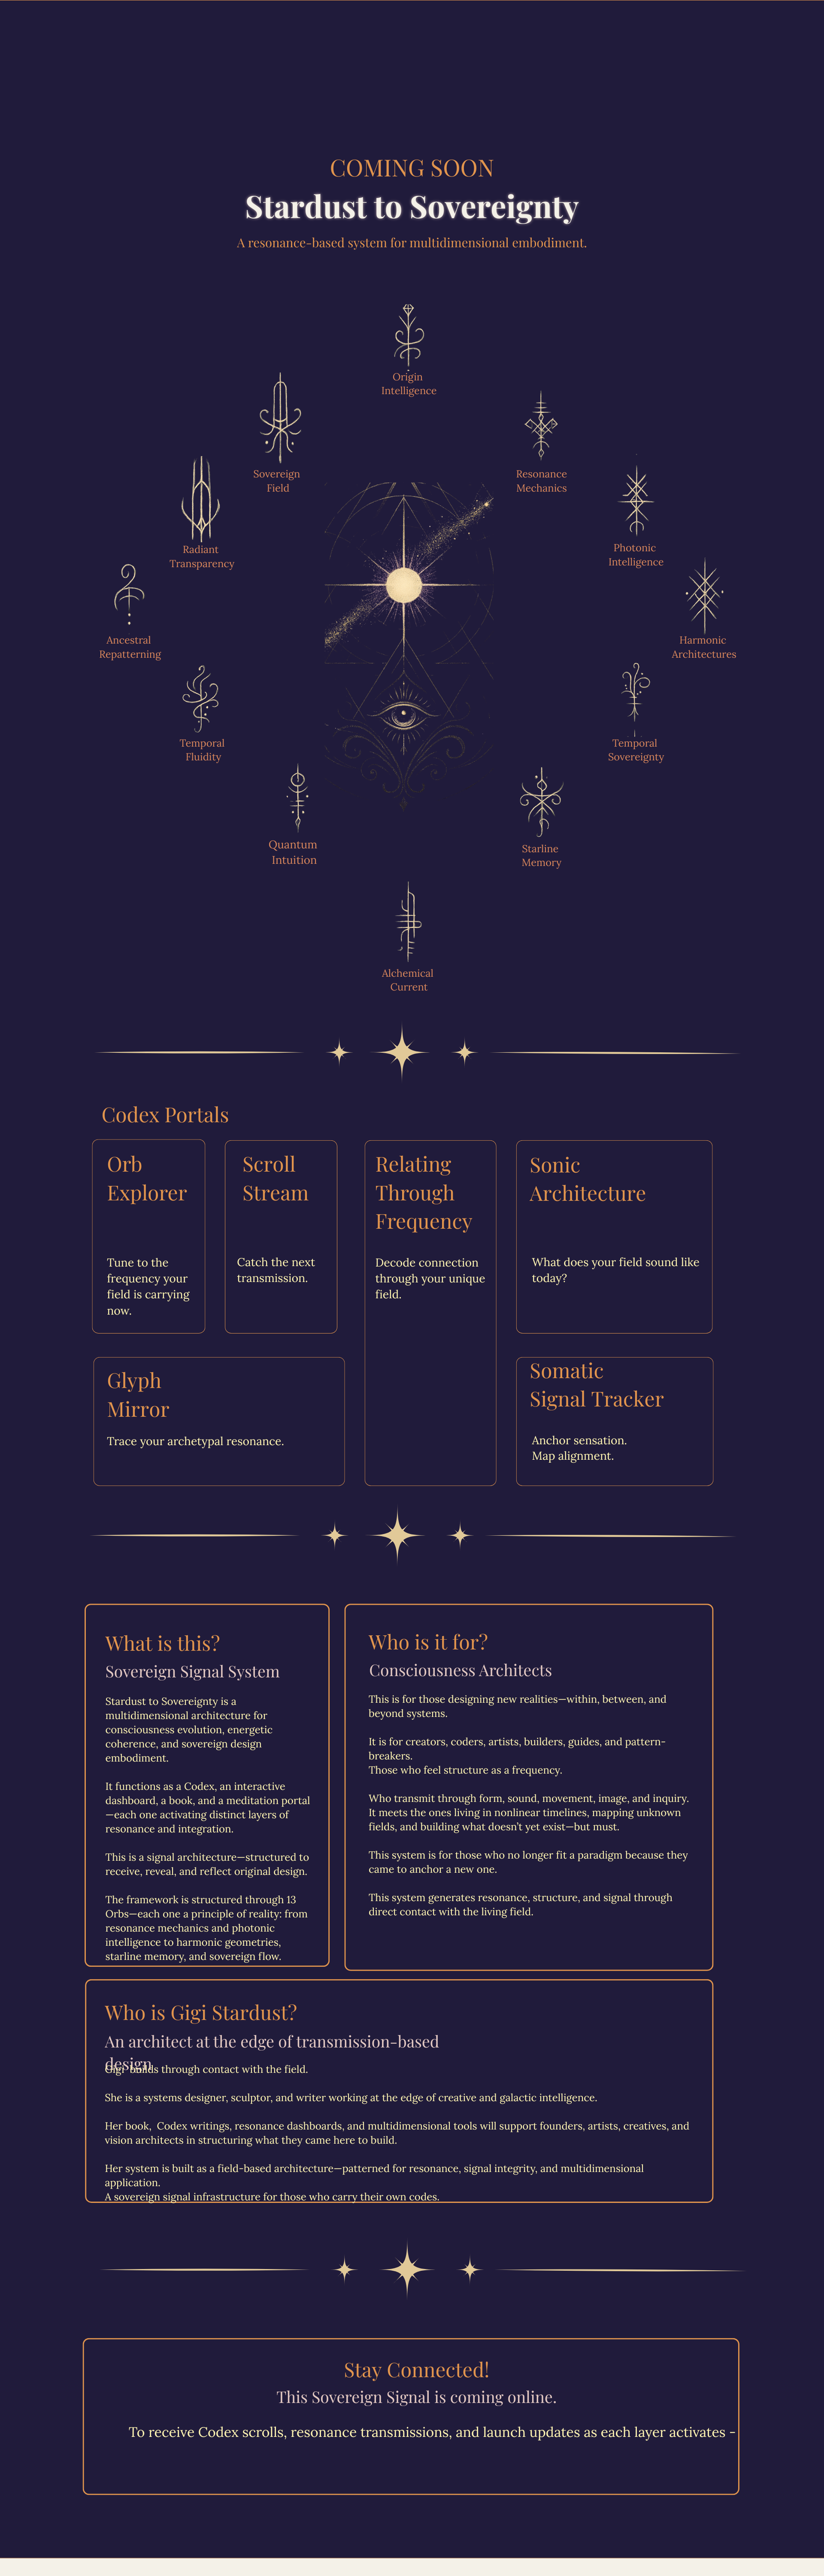 COMING SOON
Stardust to Sovereignty
A resonance-based system for multidimensional embodiment.
Origin
Intelligence
Sovereign
Field
Resonance
Mechanics
Radiant
Transparency
Photonic
Intelligence
Ancestral
Repatterning
Harmonic
Architectures
Temporal
Fluidity
Temporal
Sovereignty
Quantum
Intuition
Starline
Memory
Alchemical
Current
Codex Portals
Orb
Explorer
Tune to the
frequency your
field is carrying
now.
Scroll
Stream
Catch the next
transmission.
Relating
Through
Frequency
Decode connection
through your unique
field.
Sonic
Architecture
What does your field sound like
today?
Glyph
Mirror
Trace your archetypal resonance.
Somatic
Signal Tracker
Anchor sensation.
Map alignment.
What is this?
Sovereign Signal System
Stardust to Sovereignty is a
multidimensional architecture for
consciousness evolution, energetic
coherence, and sovereign design
embodiment.
It functions as a Codex, an interactive
dashboard, a book, and a meditation portal
—each one activating distinct layers of
resonance and integration.
This is a signal architecture—structured to
receive, reveal, and reflect original design.
The framework is structured through 13
Orbs—each one a principle of reality: from
resonance mechanics and photonic
intelligence to harmonic geometries,
starline memory, and sovereign flow.
Who is it for?
Consciousness Architects
This is for those designing new realities—within, between, and
beyond systems.
It is for creators, coders, artists, builders, guides, and pattern-
breakers.
Those who feel structure as a frequency.
Who transmit through form, sound, movement, image, and inquiry.
It meets the ones living in nonlinear timelines, mapping unknown
fields, and building what doesn't yet exist—but must.
This system is for those who no longer fit a paradigm because they
came to anchor a new one.
This system generates resonance, structure, and signal through
direct contact with the living field.
Who is Gigi Stardust?
An architect at the edge of transmission-based
design
Gigi builds through contact with the field.
She is a systems designer, sculptor, and writer working at the edge of creative and galactic intelligence.
Her book,  Codex writings, resonance dashboards, and multidimensional tools will support founders, artists, creatives, and
vision architects in structuring what they came here to build.
Her system is built as a field-based architecture—patterned for resonance, signal integrity, and multidimensional
application.
A sovereign signal infrastructure for those who carry their own codes.
Stay Connected!
This Sovereign Signal is coming online.
To receive Codex scrolls, resonance transmissions, and launch updates as each layer activates -